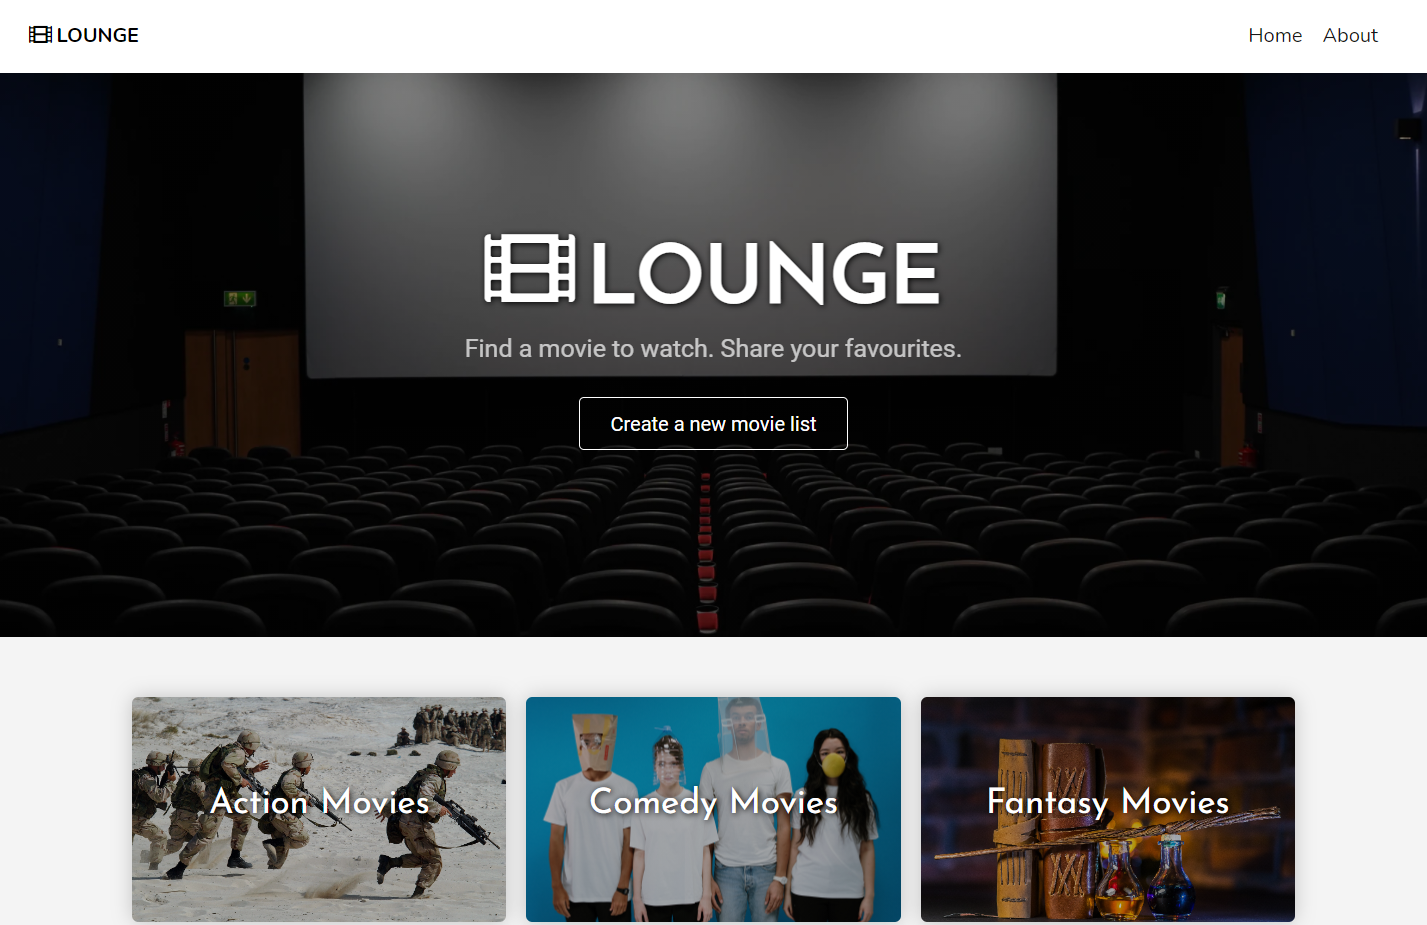 LOUNGE
Home About
LOUNGE
Find a movie to watch. Share your favourites.
Create a new movie list
Action Movies
Comedy Movies
Fantasy Movies